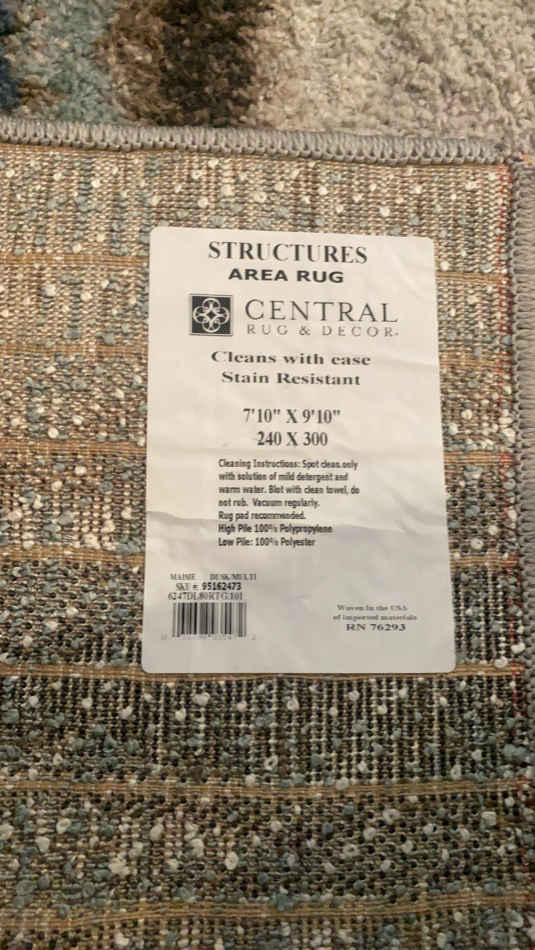 STRUCTURES
AREA RUG
CENTRAL
RUG & DECOR
Cleans with ease
Stain Resistant
7'10" X 9'10"
240 X 300
Cleaning Instructions: Spot clean only
with solution of mild detergent and
warm water. Blot with clean towel, do
not rub. Vacuum regularly.
Rug pad recommended.
High Pile 100% Polypropylene
Low Pile: 100% Polyester
MAISIE DUSK/MULTI
SKU #: 95162473
Woven in the USA
of imported materials
RN 76293